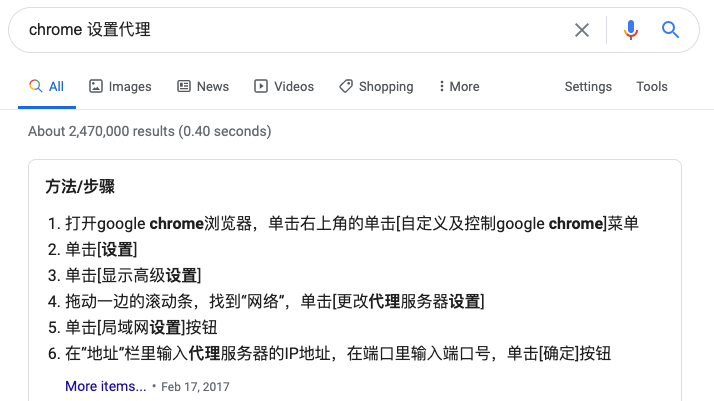 chrome 设置代理
All Images News Videos Shopping More Settings Tools
About 2,470,000 results (0.40 seconds)
方法/步骤
1. 打开google chrome浏览器，单击右上角的单击[自定义及控制google chrome]菜单
2. 单击[设置]
3. 单击[显示高级设置]
4. 拖动一边的滚动条，找到“网络”，单击[更改代理服务器设置]
5. 单击[局域网设置]按钮
6. 在“地址”栏里输入代理服务器的IP地址，在端口里输入端口号，单击[确定]按钮
More items... • Feb 17, 2017